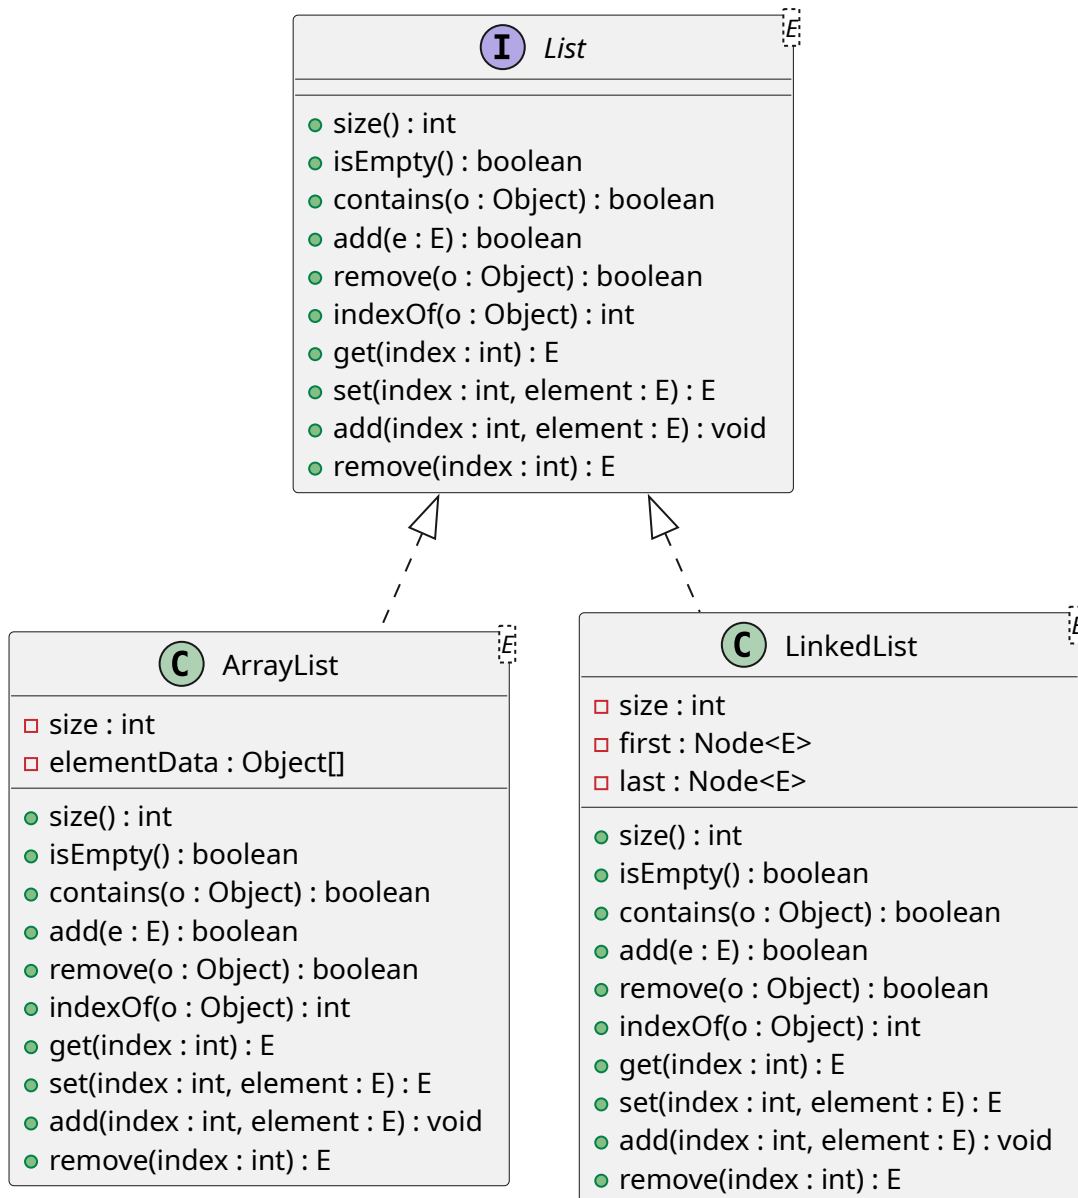 I List E
size() : int
isEmpty() : boolean
contains(o : Object) : boolean
add(e : E) : boolean
remove(o : Object) : boolean
indexOf(o : Object) : int
get(index : int) : E
set(index : int, element : E) : E
add(index : int, element : E) : void
remove(index : int) : E
C ArrayList E
size : int
elementData : Object[]
size() : int
isEmpty() : boolean
contains(o : Object) : boolean
add(e : E) : boolean
remove(o : Object) : boolean
indexOf(o : Object) : int
get(index : int) : E
set(index : int, element : E) : E
add(index : int, element : E) : void
remove(index : int) : E
C LinkedList E
size : int
first : Node<E>
last : Node<E>
size() : int
isEmpty() : boolean
contains(o : Object) : boolean
add(e : E) : boolean
remove(o : Object) : boolean
indexOf(o : Object) : int
get(index : int) : E
set(index : int, element : E) : E
add(index : int, element : E) : void
remove(index : int) : E